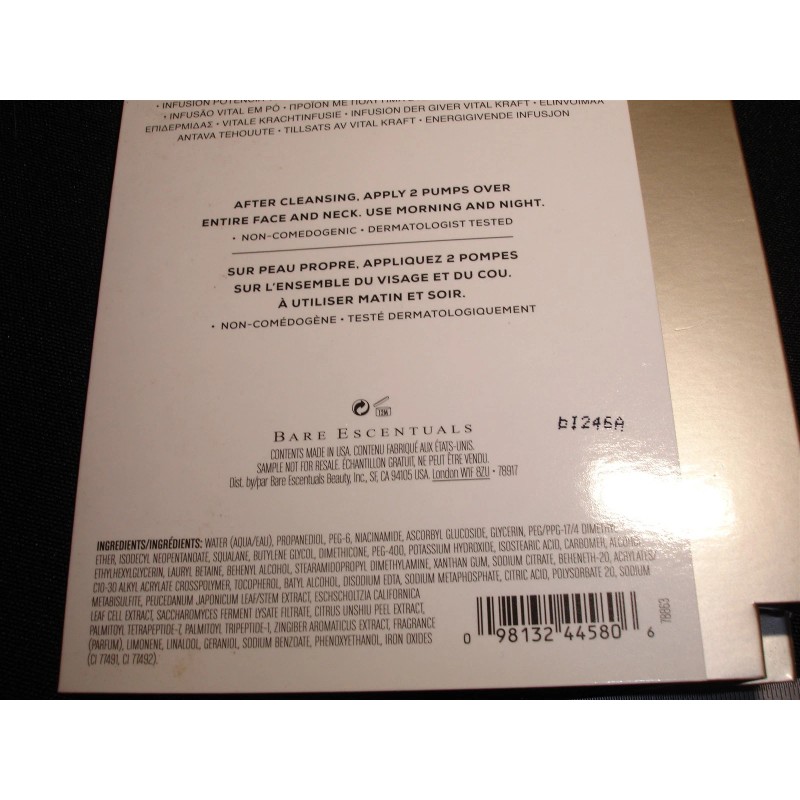 • INFUSION POTENCIA
• INFUSÃO VITAL EM PÓ • ΠΡΟΪΟΝ ΜΕ
ΕΠΙΔΕΡΜΙΔΑΣ • VITALE KRACHTINFUSIE • INFUSION DER GIVER VITAL KRAFT • ELINVOIMAA
ANTAVA TEHOUUTE • TILLSATS AV VITAL KRAFT • ENERGIGIVENDE INFUSJON
AFTER CLEANSING, APPLY 2 PUMPS OVER
ENTIRE FACE AND NECK. USE MORNING AND NIGHT.
• NON-COMEDOGENIC • DERMATOLOGIST TESTED
SUR PEAU PROPRE, APPLIQUEZ 2 POMPES
SUR L'ENSEMBLE DU VISAGE ET DU COU.
À UTILISER MATIN ET SOIR.
• NON-COMÉDOGÈNE • TESTÉ DERMATOLOGIQUEMENT
12M
BARE ESCENTUALS
CONTENTS MADE IN USA. CONTENU FABRIQUÉ AUX ÉTATS-UNIS.
SAMPLE NOT FOR RESALE. ÉCHANTILLON GRATUIT, NE PEUT ÊTRE VENDU.
Dist. by/par Bare Escentuals Beauty, Inc., SF, CA 94105 USA. London W1F 8ZU • 78917
INGREDIENTS/INGRÉDIENTS: WATER (AQUA/EAU), PROPANEDIOL, PEG-6, NIACINAMIDE, ASCORBYL GLUCOSIDE, GLYCERIN, PEG/PPG-17/4 DIMETHYL
ETHER, ISODECYL NEOPENTANOATE, SQUALANE, BUTYLENE GLYCOL, DIMETHICONE, PEG-400, POTASSIUM HYDROXIDE, ISOSTEARIC ACID, CARBOMER, ALCOHOL,
ETHYLHEXYLGLYCERIN, LAURYL BETAINE, BEHENYL ALCOHOL, STEARAMIDOPROPYL DIMETHYLAMINE, XANTHAN GUM, SODIUM CITRATE, BEHENETH-20, ACRYLATES/
C10-30 ALKYL ACRYLATE CROSSPOLYMER, TOCOPHEROL, BATYL ALCOHOL, DISODIUM EDTA, SODIUM METAPHOSPHATE, CITRIC ACID, POLYSORBATE 20, SODIUM
METABISULFITE, PEUCEDANUM JAPONICUM LEAF/STEM EXTRACT, ESCHSCHOLTZIA CALIFORNICA
LEAF CELL EXTRACT, SACCHAROMYCES FERMENT LYSATE FILTRATE, CITRUS UNSHIU PEEL EXTRACT,
PALMITOYL TETRAPEPTIDE-7, PALMITOYL TRIPEPTIDE-1, ZINGIBER AROMATICUS EXTRACT, FRAGRANCE
(PARFUM), LIMONENE, LINALOOL, GERANIOL, SODIUM BENZOATE, PHENOXYETHANOL, IRON OXIDES
(CI 77491, CI 77492).
78863
0 98132 44580 6